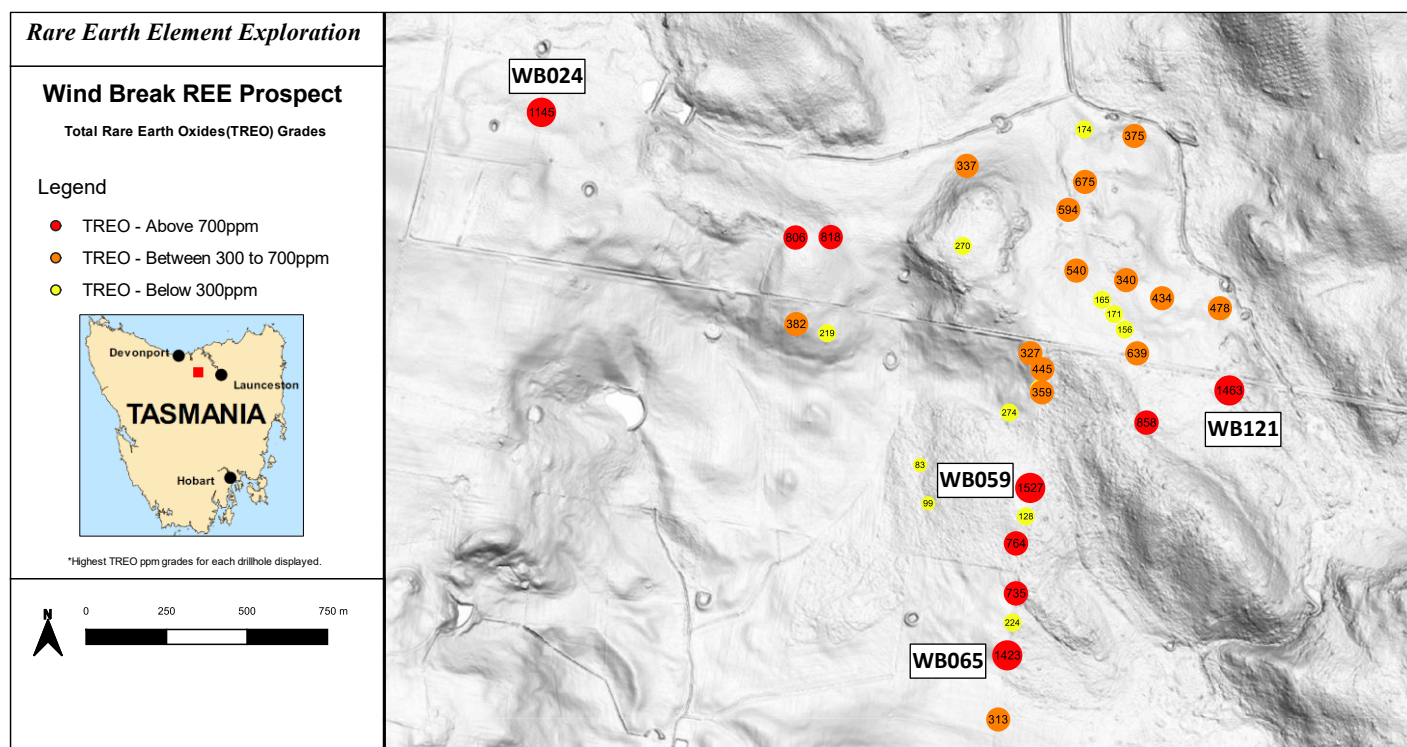 Rare Earth Element Exploration
Wind Break REE Prospect
Total Rare Earth Oxides(TREO) Grades
Legend
TREO - Above 700ppm
TREO - Between 300 to 700ppm
TREO - Below 300ppm
Devonport
Launceston
TASMANIA
Hobart
*Highest TREO ppm grades for each drillhole displayed.
N
0 250 500 750 m
WB024
1145
174
375
337
675
594
806
818
270
540
340
165
434
478
171
382
219
156
327
639
445
359
1463
274
858
WB121
83
WB059
1527
99
128
764
735
224
WB065
1423
313